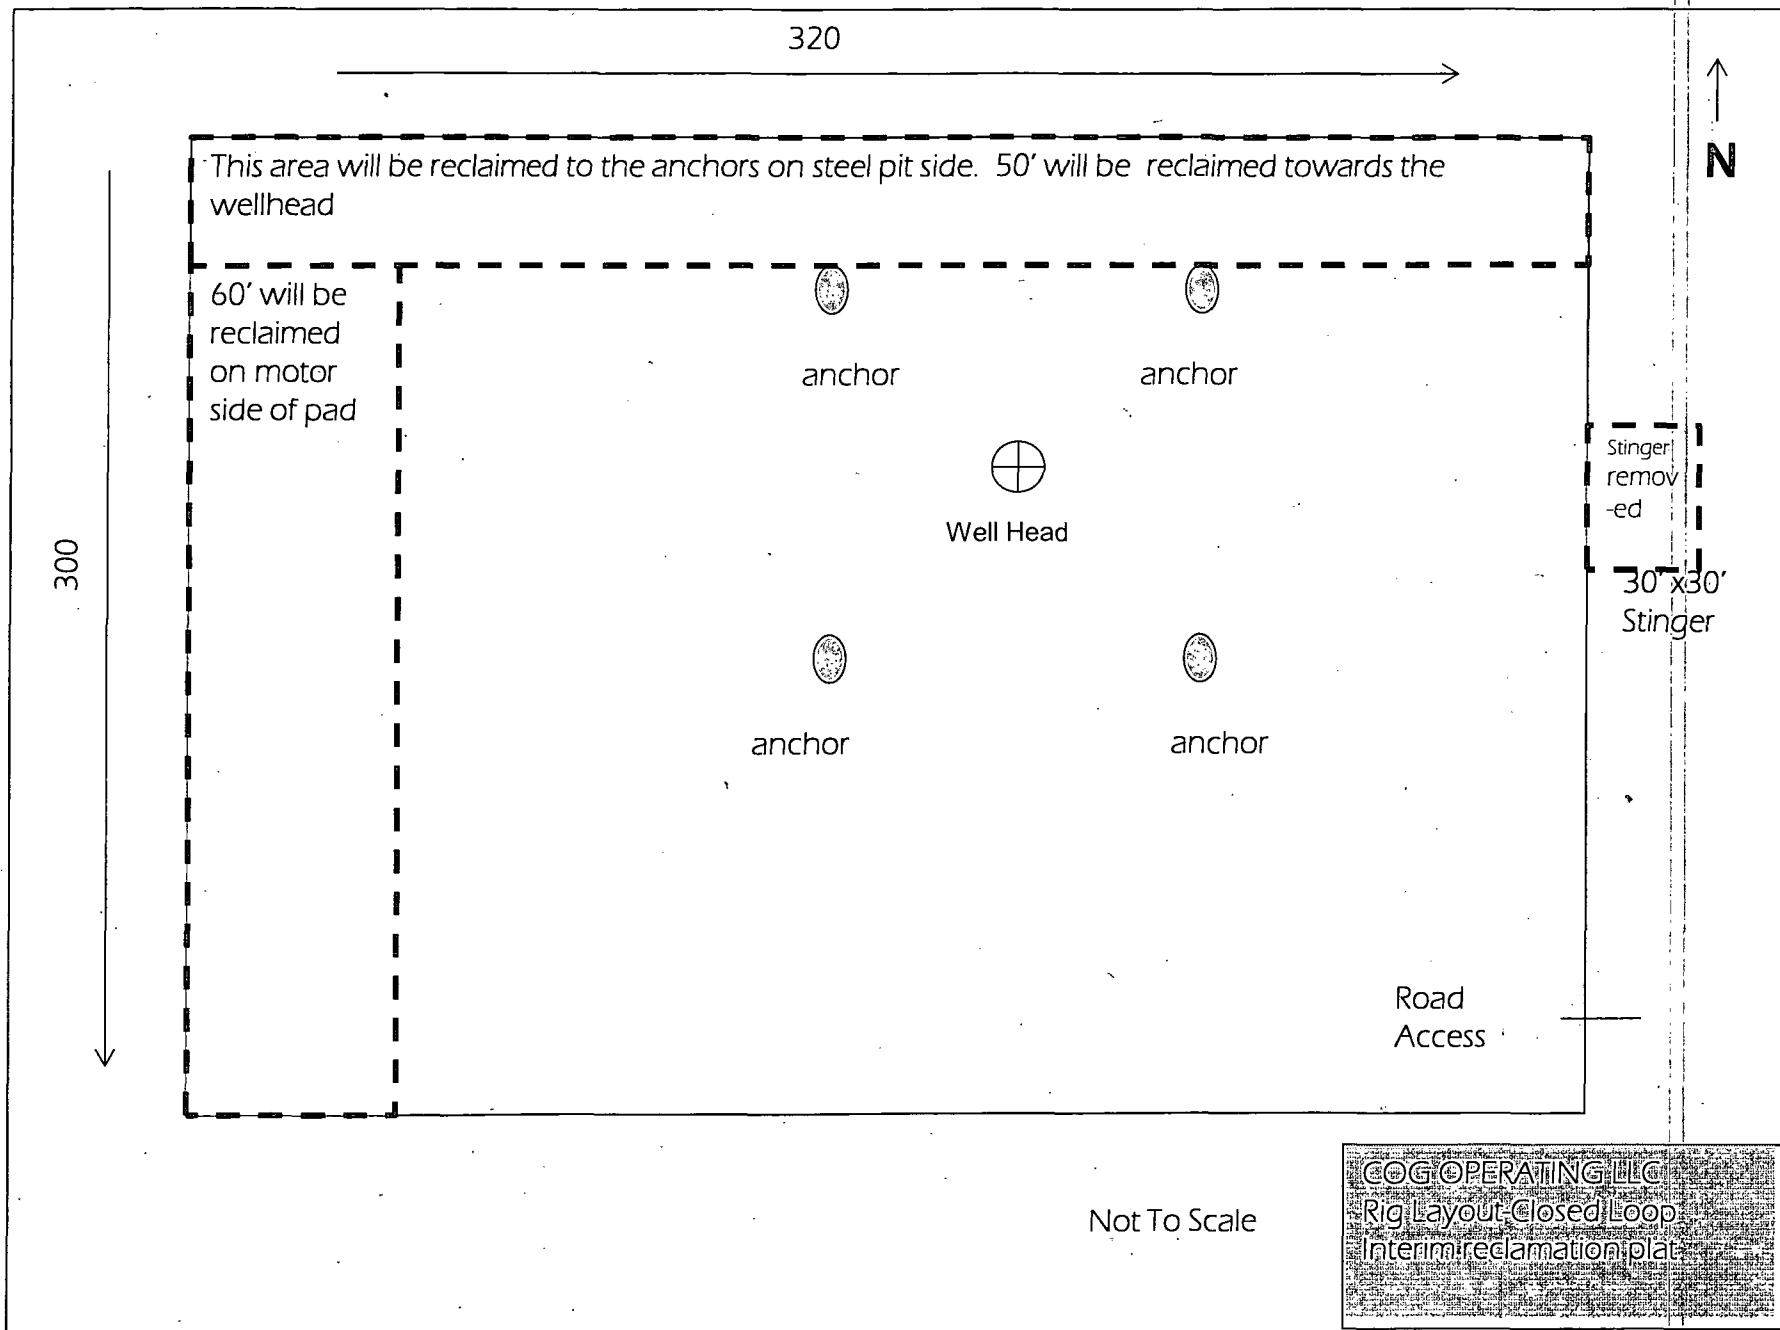 320
N
This area will be reclaimed to the anchors on steel pit side. 50' will be reclaimed towards the
wellhead
60' will be
reclaimed
on motor
side of pad
anchor
anchor
Stinger
remov
-ed
Well Head
300
30' x30'
Stinger
anchor
anchor
Road
Access
Not To Scale
COG OPERATING LLC
Rig Layout-Closed Loop
Interim reclamation plat